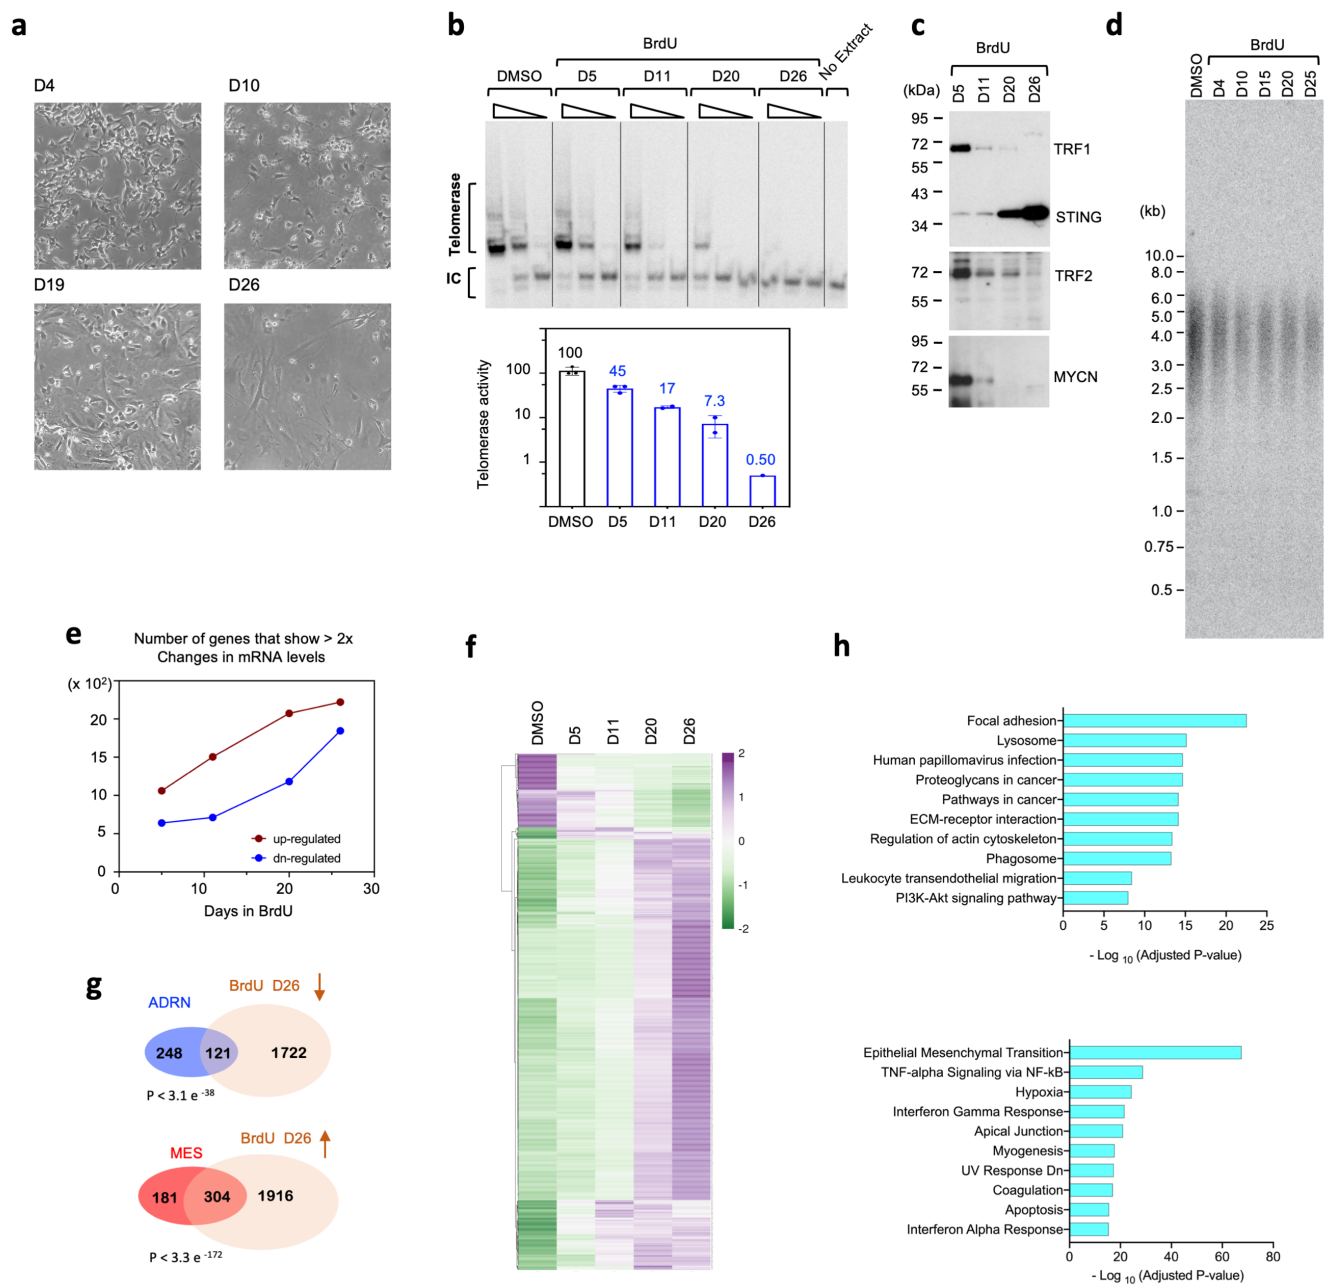 a
D4
D10
D19
D26
b
BrdU
DMSO
D5
D11
D20
D26
No Extract
Telomerase
IC
Telomerase activity
100
10
1
100
45
17
7.3
0.50
DMSO
D5
D11
D20
D26
c
BrdU
(kDa)
D5
D11
D20
D26
95
72
55
43
34
TRF1
STING
72
55
TRF2
95
72
55
MYCN
d
BrdU
DMSO
D4
D10
D15
D20
D25
(kb)
10.0
8.0
6.0
5.0
4.0
3.0
2.5
2.0
1.5
1.0
0.75
0.5
e
Number of genes that show > 2x
Changes in mRNA levels
(x 10²)
20
15
10
5
0
up-regulated
dn-regulated
0
10
20
30
Days in BrdU
f
DMSO
D5
D11
D20
D26
2
1
0
-1
-2
g
BrdU D26
ADRN
248
121
1722
P < 3.1 e -38
BrdU D26
MES
181
304
1916
P < 3.3 e -172
h
Focal adhesion
Lysosome
Human papillomavirus infection
Proteoglycans in cancer
Pathways in cancer
ECM-receptor interaction
Regulation of actin cytoskeleton
Phagosome
Leukocyte transendothelial migration
PI3K-Akt signaling pathway
0 5 10 15 20 25
- Log 10 (Adjusted P-value)
Epithelial Mesenchymal Transition
TNF-alpha Signaling via NF-kB
Hypoxia
Interferon Gamma Response
Apical Junction
Myogenesis
UV Response Dn
Coagulation
Apoptosis
Interferon Alpha Response
0 20 40 60 80
- Log 10 (Adjusted P-value)